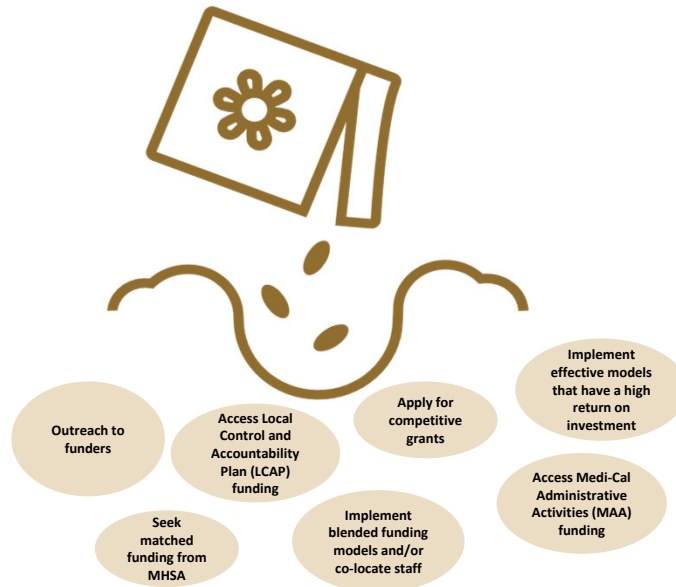 Outreach to
funders
Access Local
Control and
Accountability
Plan (LCAP)
funding
Apply for
competitive
grants
Implement
effective models
that have a high
return on
investment
Seek
matched
funding from
MHSA
Implement
blended funding
models and/or
co-locate staff
Access Medi-Cal
Administrative
Activities (MAA)
funding